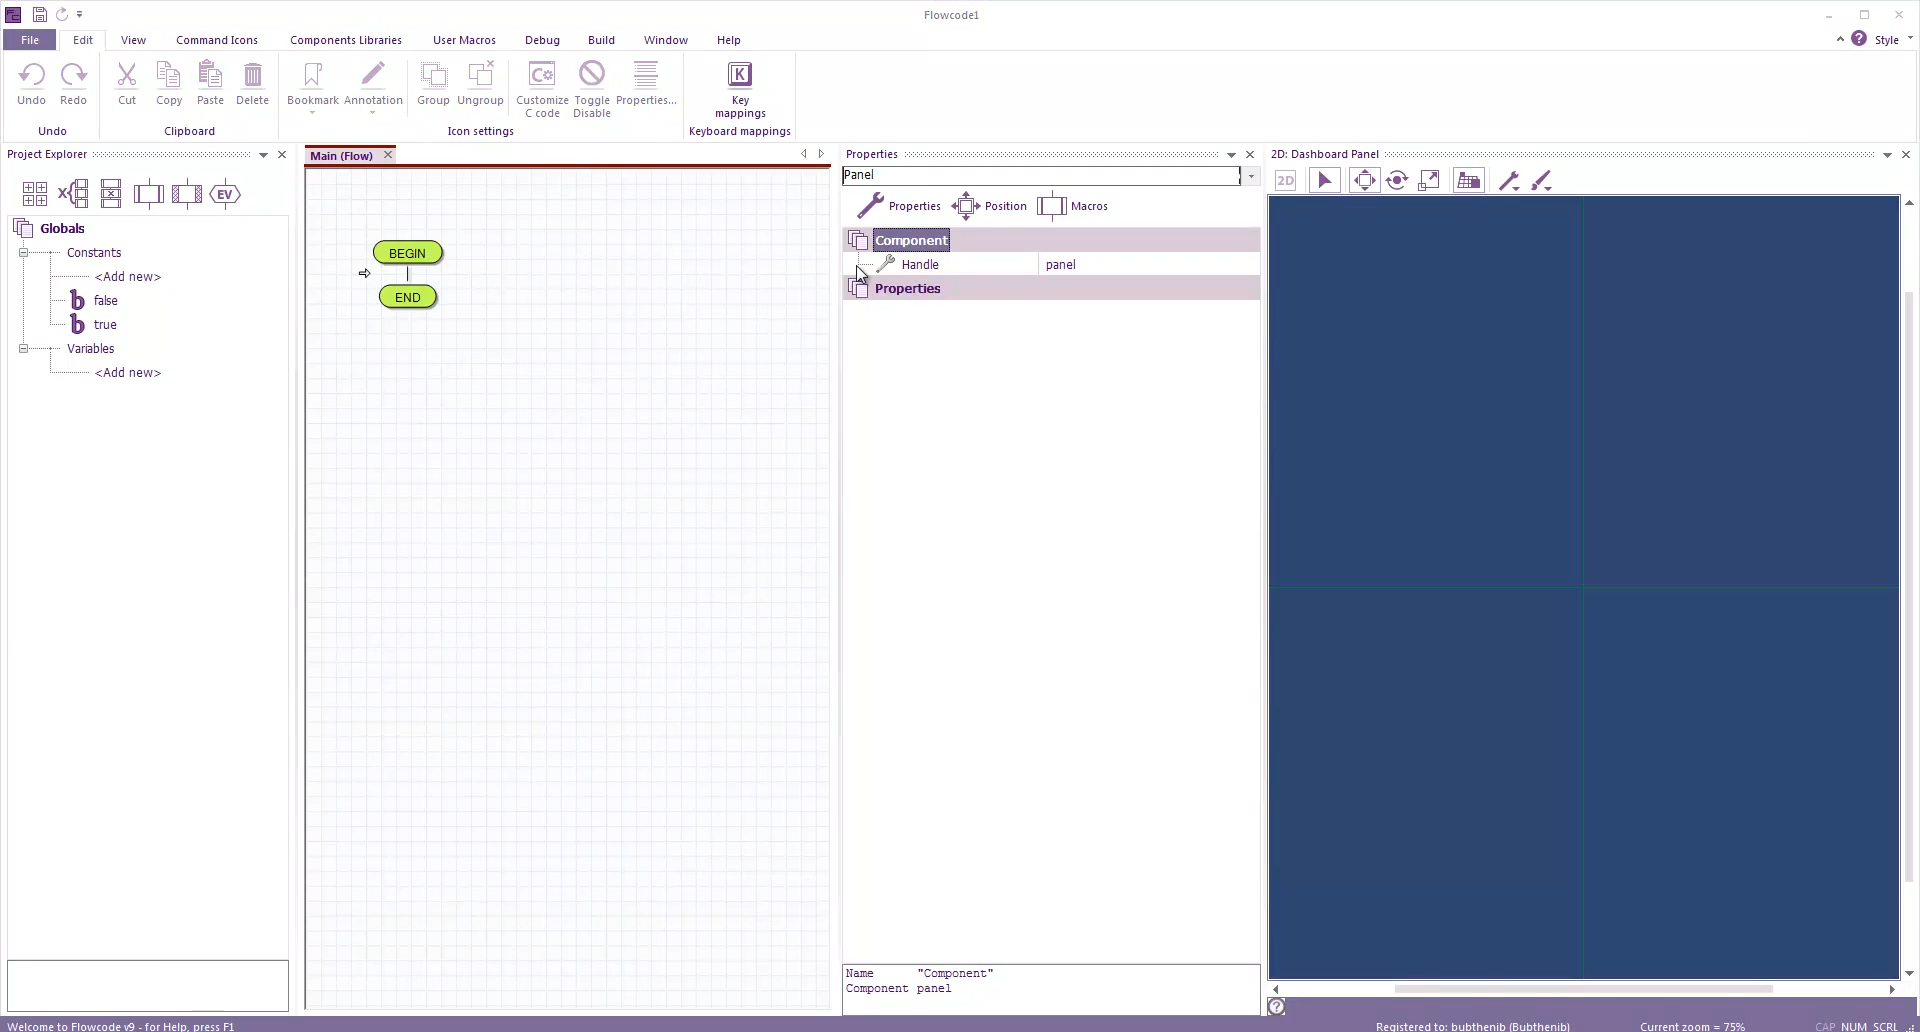 Flowcode1
File Edit View Command Icons Components Libraries User Macros Debug Build Window Help Style
Undo Redo Cut Copy Paste Delete Bookmark Annotation Group Ungroup Customize C code Toggle Disable Properties... Key mappings
Undo Clipboard Icon settings Keyboard mappings
Project Explorer
EV
Globals
Constants
<Add new>
false
true
Variables
<Add new>
Main (Flow)
BEGIN
END
Properties
Panel
Properties Position Macros
Component
Handle panel
Properties
Name "Component"
Component panel
2D: Dashboard Panel
2D
Welcome to Flowcode v9 - for Help, press F1
Registered to: bubthenib (Bubthenib) Current zoom = 75% CAP NUM SCRL